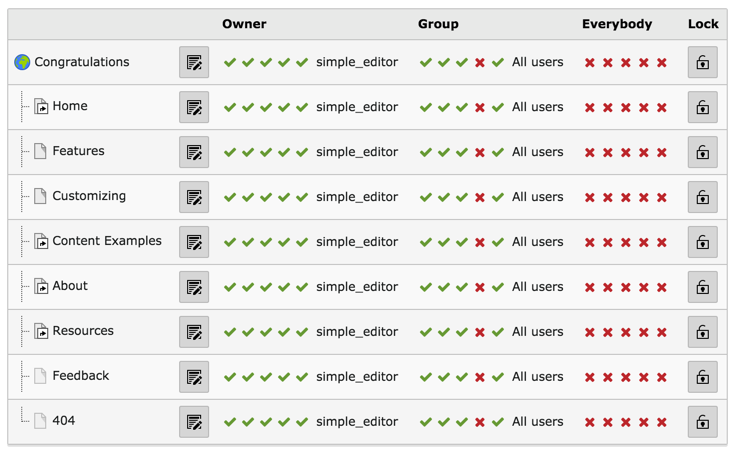 Owner Group Everybody Lock
Congratulations simple_editor All users
Home simple_editor All users
Features simple_editor All users
Customizing simple_editor All users
Content Examples simple_editor All users
About simple_editor All users
Resources simple_editor All users
Feedback simple_editor All users
404 simple_editor All users